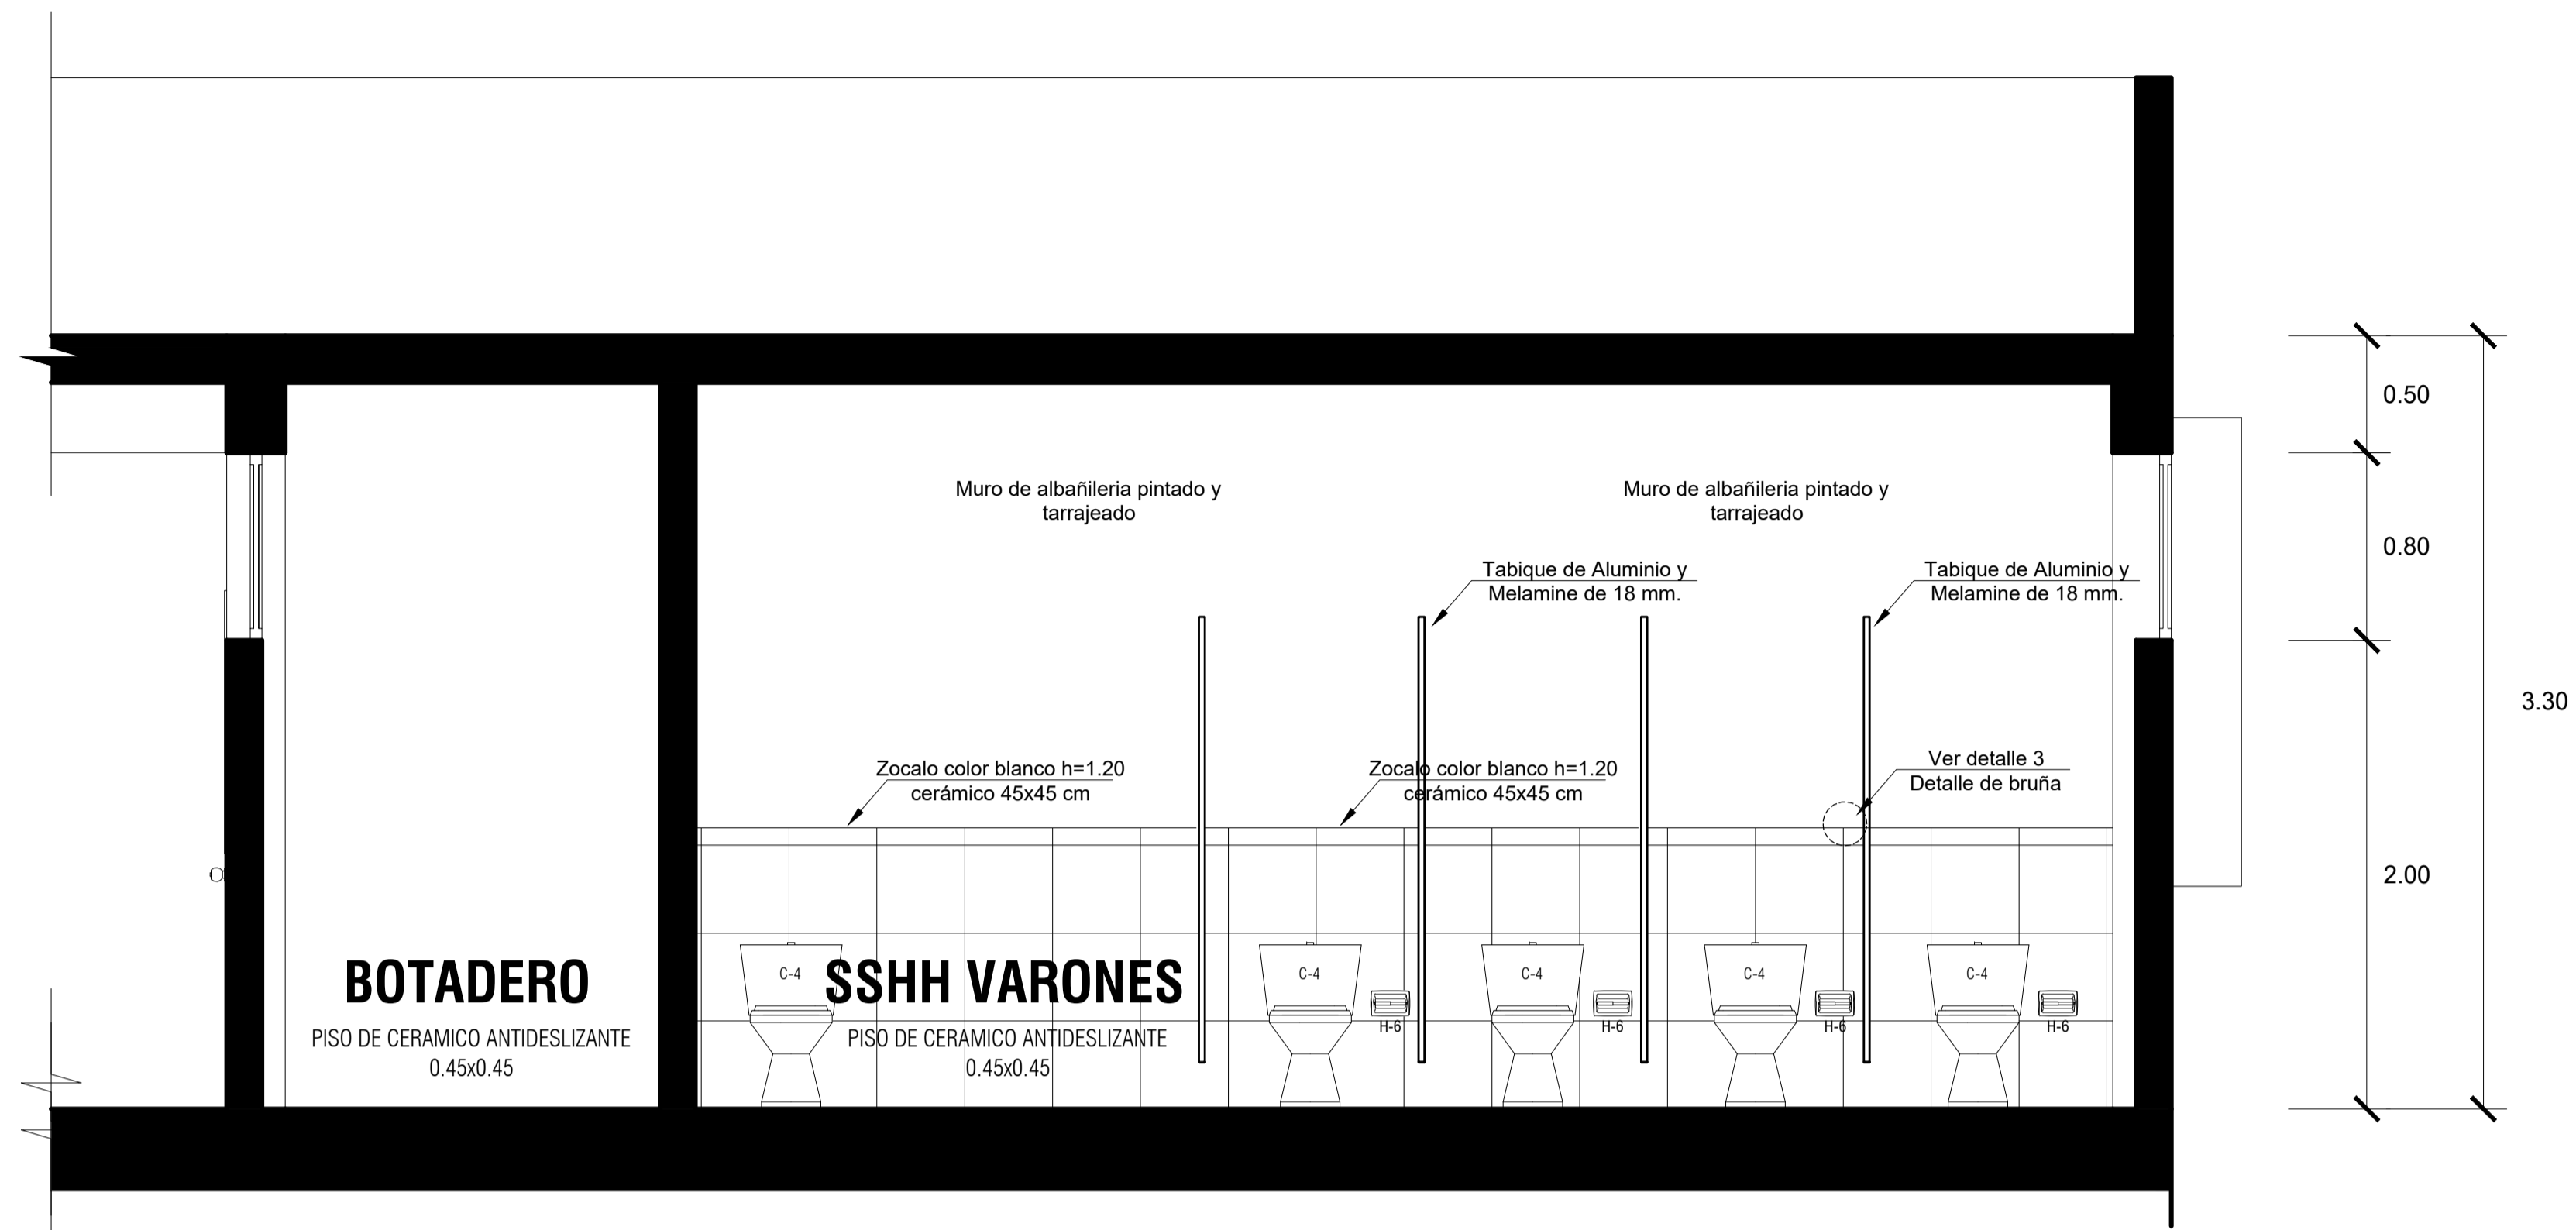 0.50
Muro de albañileria pintado y
tarrajeado
Muro de albañileria pintado y
tarrajeado
0.80
Tabique de Aluminio y
Melamine de 18 mm.
Tabique de Aluminio y
Melamine de 18 mm.
3.30
Zocalo color blanco h=1.20
cerámico 45x45 cm
Zocalo color blanco h=1.20
cerámico 45x45 cm
Ver detalle 3
Detalle de bruña
2.00
BOTADERO
PISO DE CERAMICO ANTIDESLIZANTE
0.45x0.45
C-4
SSHH VARONES
PISO DE CERAMICO ANTIDESLIZANTE
0.45x0.45
C-4
H-6
C-4
H-6
C-4
H-6
C-4
H-6